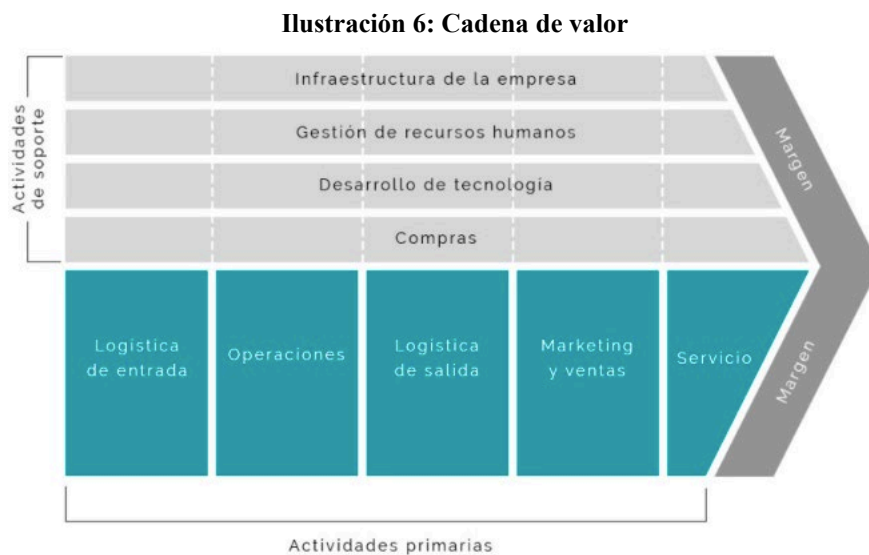 Ilustración 6: Cadena de valor
Actividades
de soporte
Infraestructura de la empresa
Gestión de recursos humanos
Desarrollo de tecnología
Compras
Margen
Logística
de entrada
Operaciones
Logística
de salida
Marketing
y ventas
Servicio
Margen
Actividades primarias